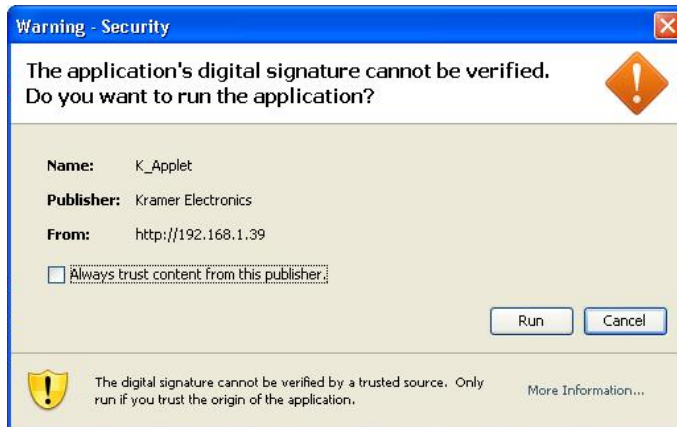 Warning - Security
The application's digital signature cannot be verified.
Do you want to run the application?
Name: K_Applet
Publisher: Kramer Electronics
From: http://192.168.1.39
Always trust content from this publisher.
Run Cancel
The digital signature cannot be verified by a trusted source. Only
run if you trust the origin of the application.
More Information...